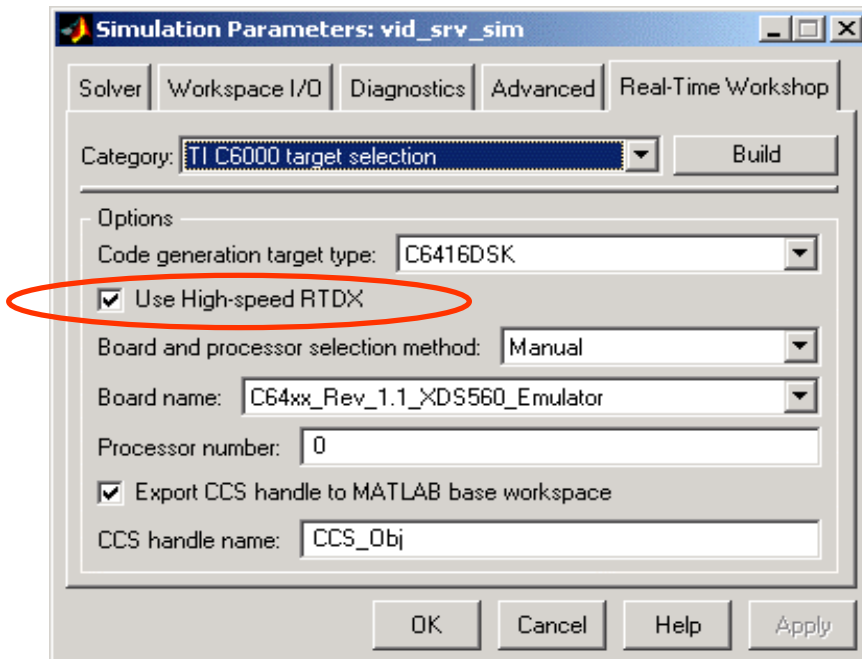 Simulation Parameters: vid_srv_sim
Solver Workspace I/O Diagnostics Advanced Real-Time Workshop
Category: TI C6000 target selection Build
Options
Code generation target type: C6416DSK
Use High-speed RTDX
Board and processor selection method: Manual
Board name: C64xx_Rev_1.1_XDS560_Emulator
Processor number: 0
Export CCS handle to MATLAB base workspace
CCS handle name: CCS_Obj
OK Cancel Help Apply